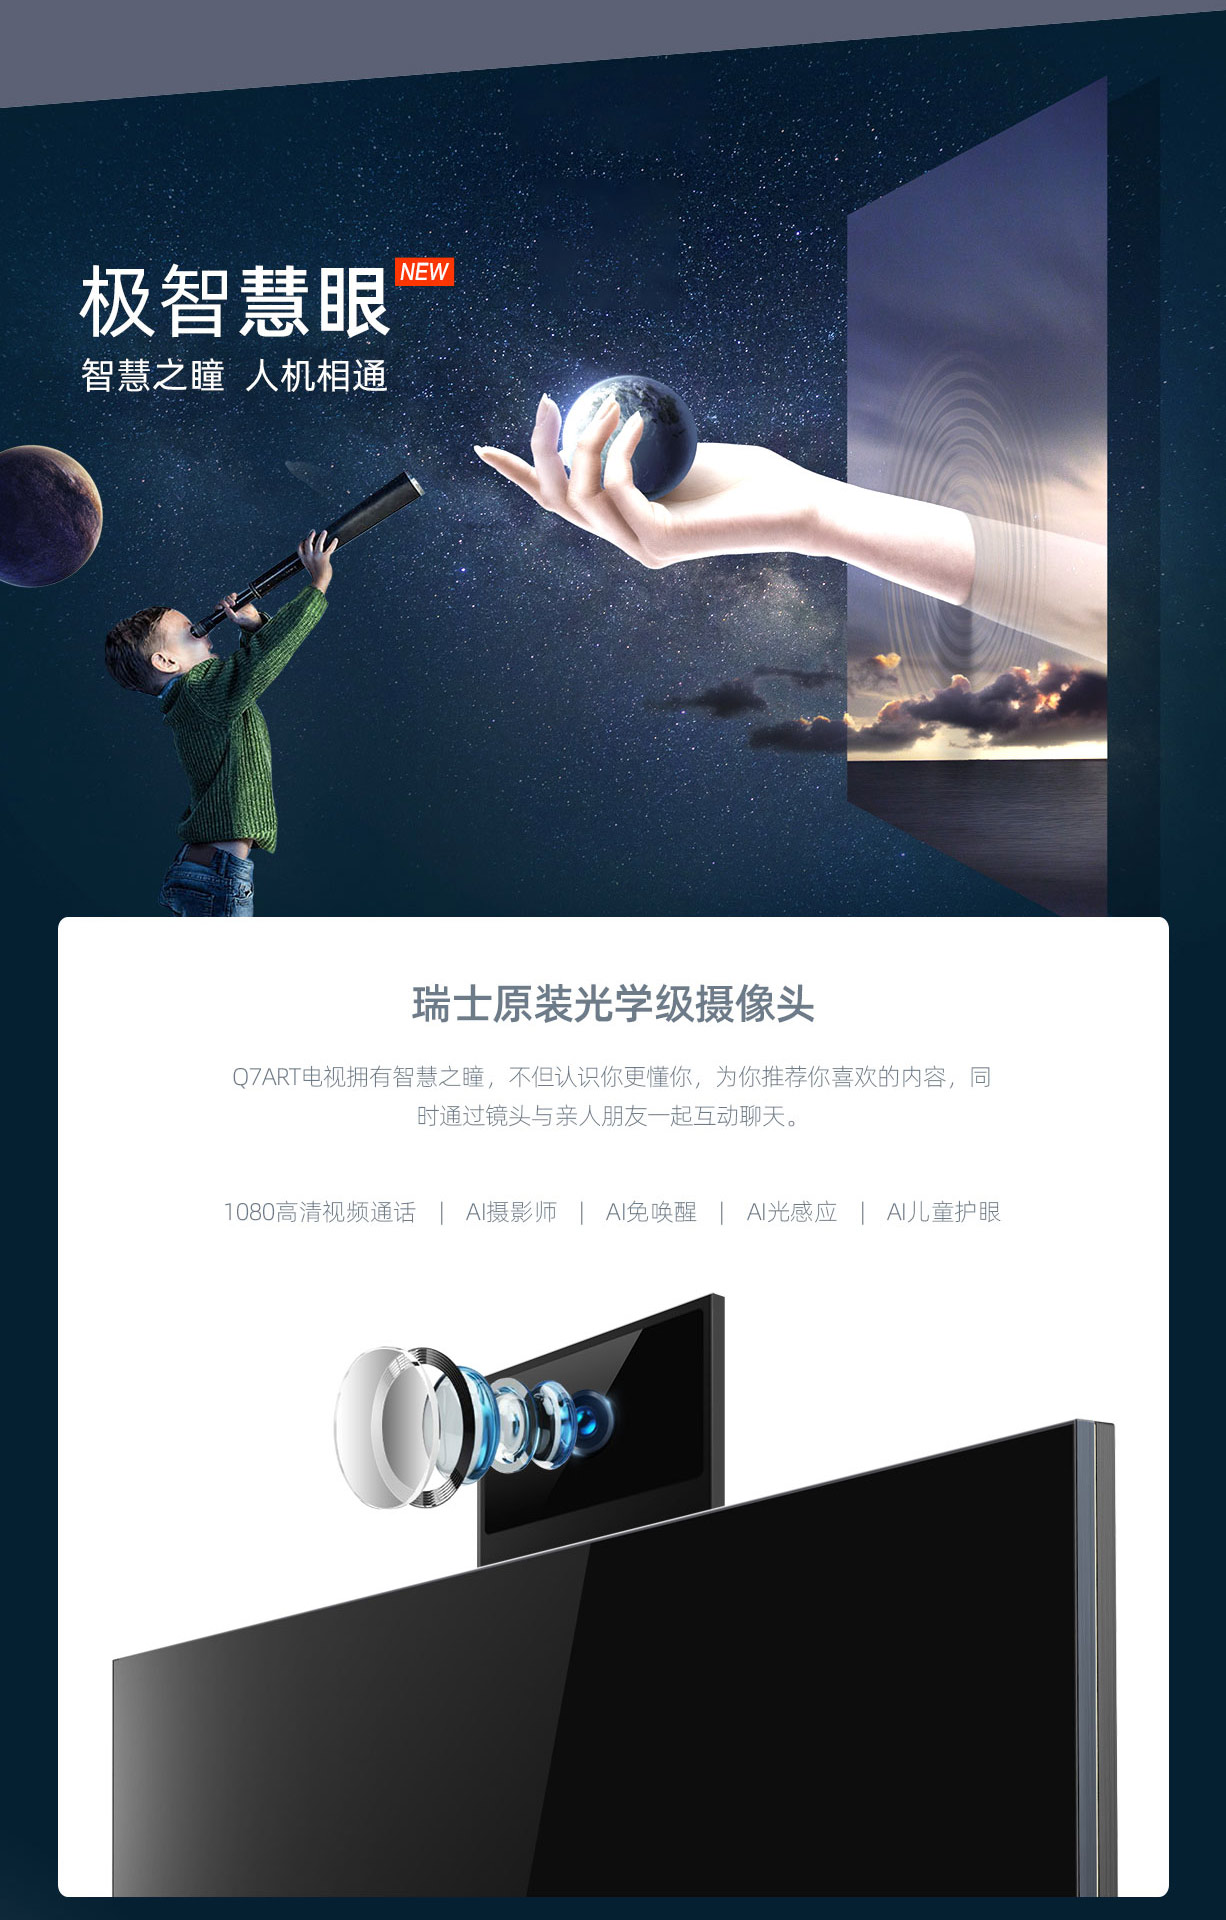 极智慧眼 NEW
智慧之瞳 人机相通
瑞士原装光学级摄像头
Q7ART电视拥有智慧之瞳，不但认识你更懂你，为你推荐你喜欢的内容，同
时通过镜头与亲人朋友一起互动聊天。
1080高清视频通话 | AI摄影师 | AI免唤醒 | AI光感应 | AI儿童护眼